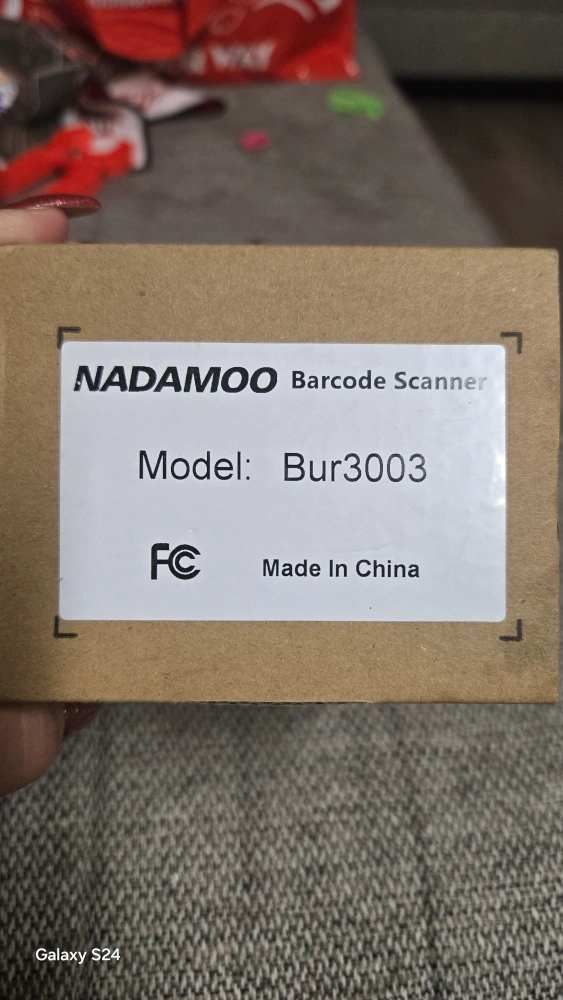 NADAMOO Barcode Scanner
Model: Bur3003
FC Made In China
Galaxy S24